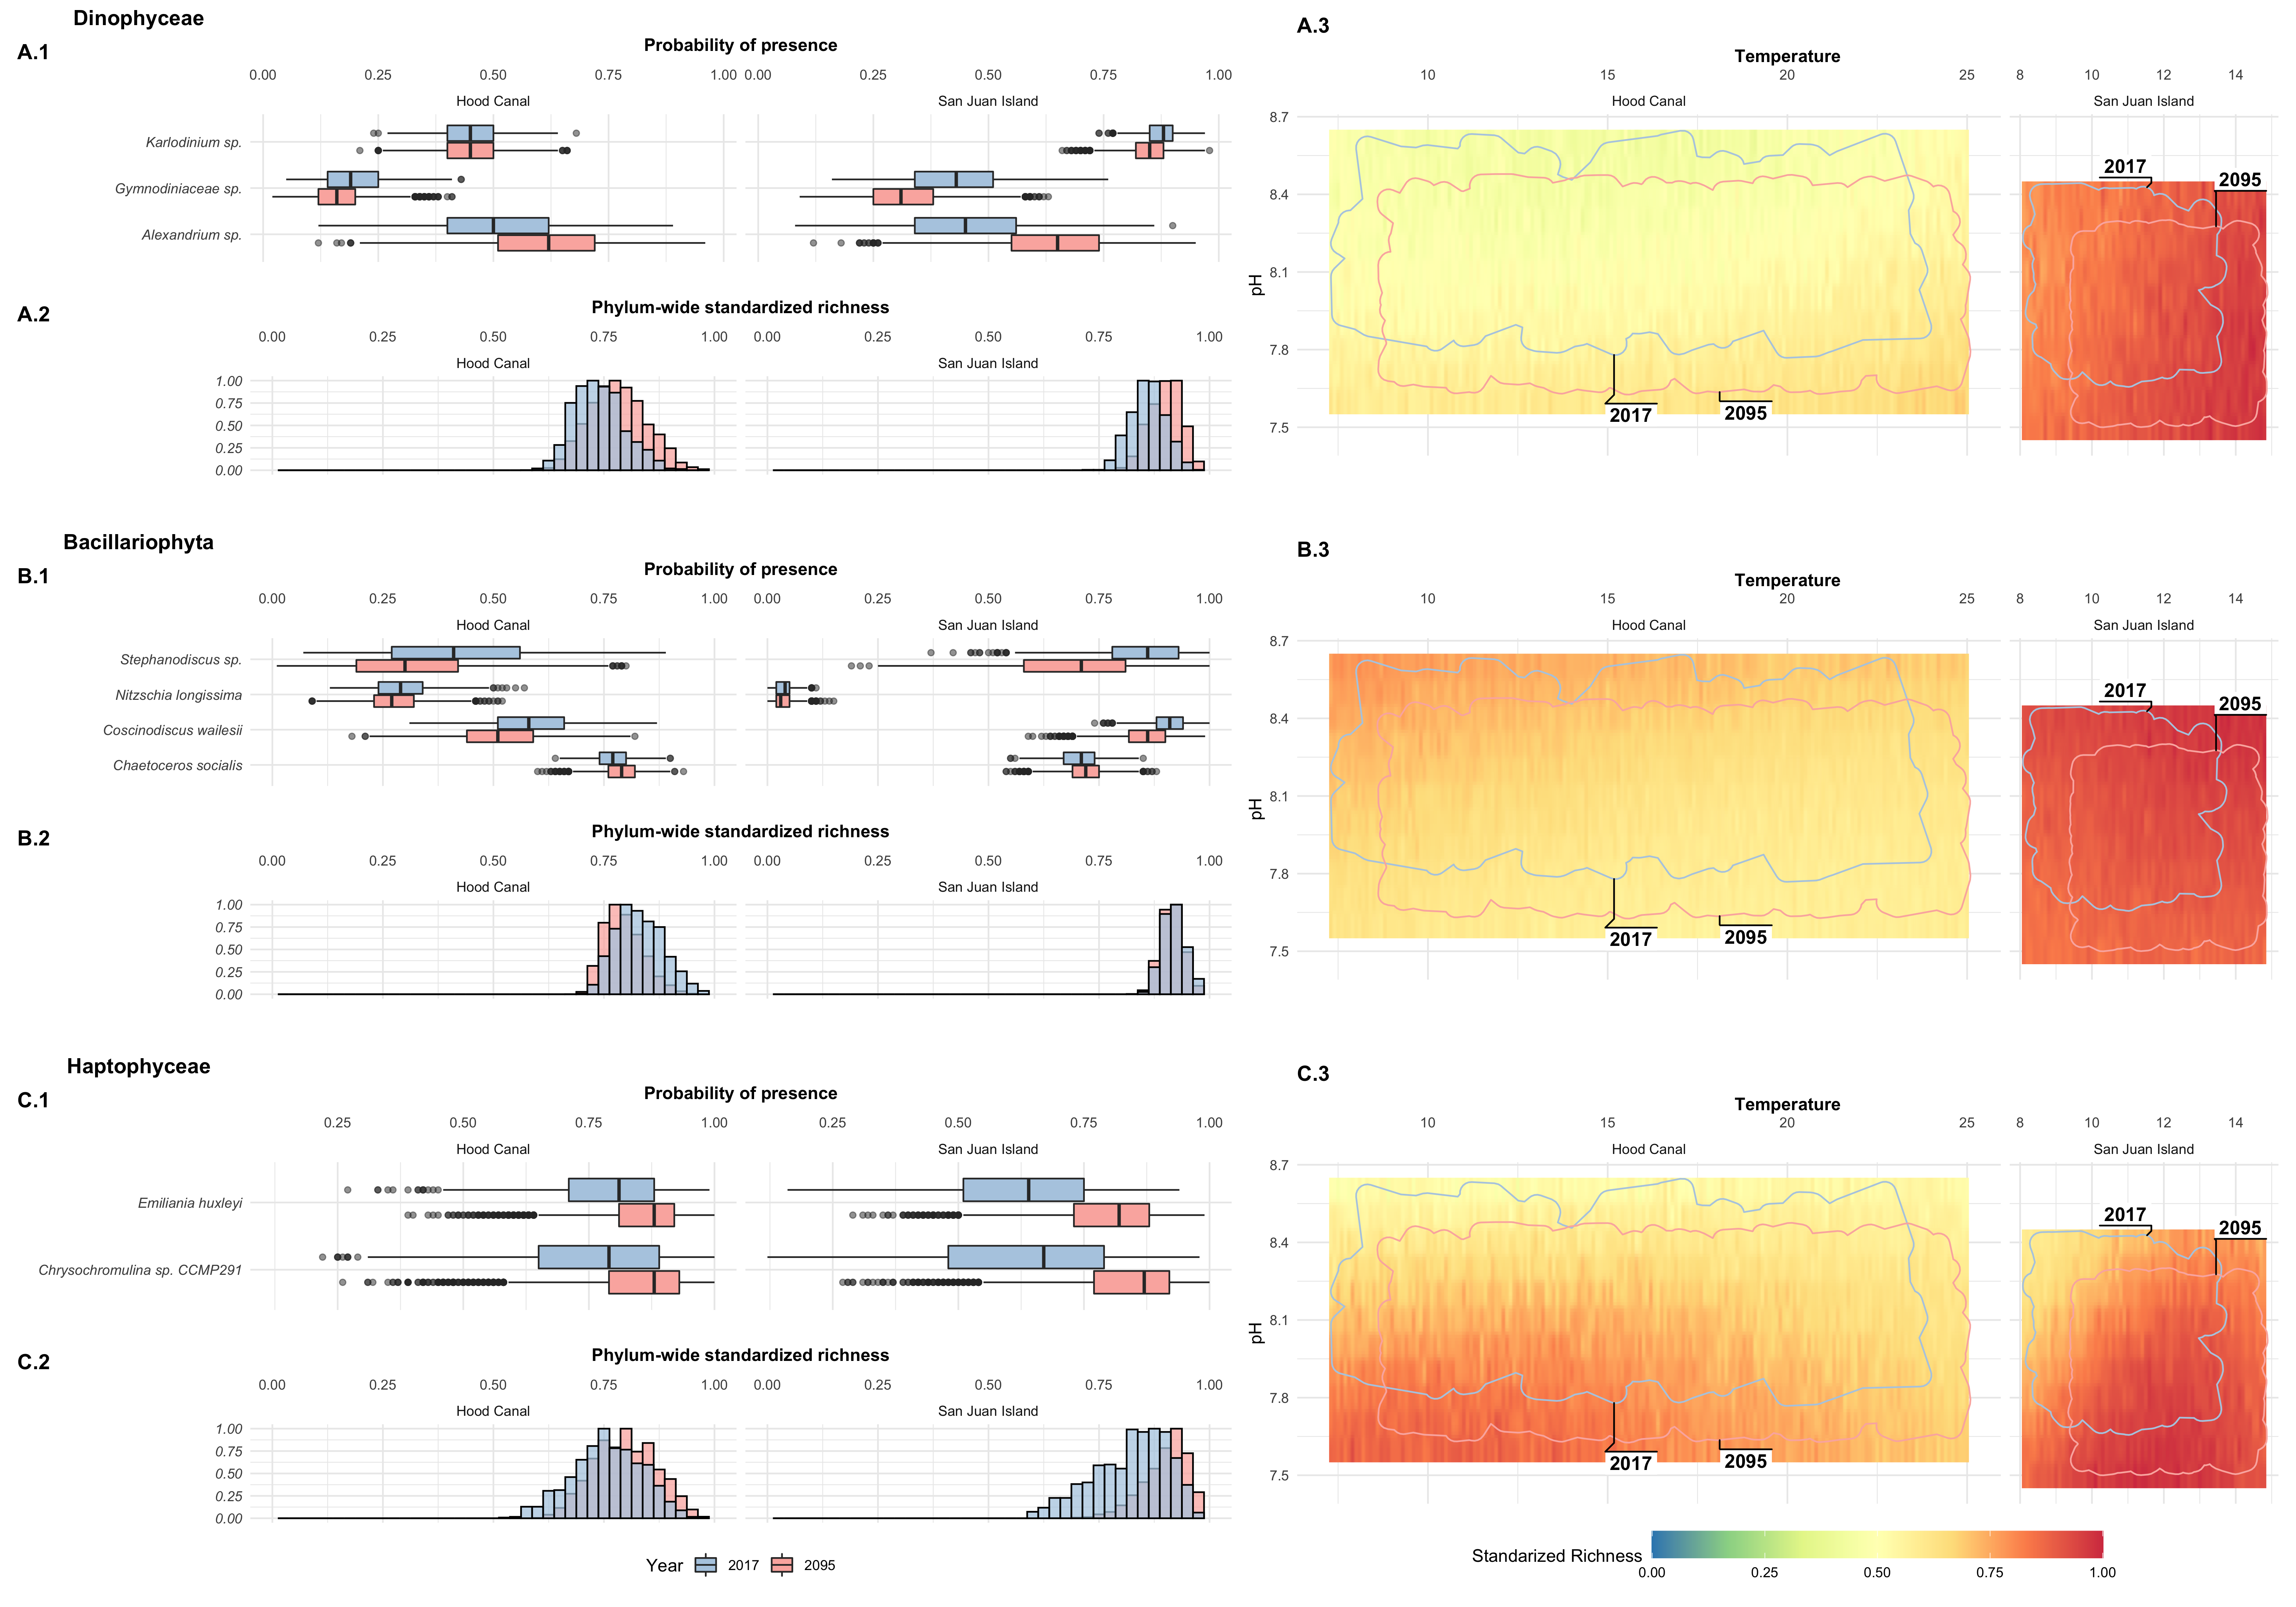 Dinophyceae
A.1
Probability of presence
0.00 0.25 0.50 0.75 1.00 0.00 0.25 0.50 0.75 1.00
Hood Canal San Juan Island
Karlodinium sp.
Gymnodiniaceae sp.
Alexandrium sp.
A.2
Phylum-wide standardized richness
0.00 0.25 0.50 0.75 1.00 0.00 0.25 0.50 0.75 1.00
Hood Canal San Juan Island
1.00
0.75
0.50
0.25
0.00
A.3
Temperature
10 15 20 25 8 10 12 14
Hood Canal San Juan Island
pH
8.7
8.4
8.1
7.8
7.5
2017
2095
2017
2095
Bacillariophyta
B.1
Probability of presence
0.00 0.25 0.50 0.75 1.00 0.00 0.25 0.50 0.75 1.00
Hood Canal San Juan Island
Stephanodiscus sp.
Nitzschia longissima
Coscinodiscus wailesii
Chaetoceros socialis
B.2
Phylum-wide standardized richness
0.00 0.25 0.50 0.75 1.00 0.00 0.25 0.50 0.75 1.00
Hood Canal San Juan Island
1.00
0.75
0.50
0.25
0.00
B.3
Temperature
10 15 20 25 8 10 12 14
Hood Canal San Juan Island
pH
8.7
8.4
8.1
7.8
7.5
2017
2095
2017
2095
Haptophyceae
C.1
Probability of presence
0.25 0.50 0.75 1.00 0.25 0.50 0.75 1.00
Hood Canal San Juan Island
Emiliania huxleyi
Chrysochromulina sp. CCMP291
C.2
Phylum-wide standardized richness
0.00 0.25 0.50 0.75 1.00 0.00 0.25 0.50 0.75 1.00
Hood Canal San Juan Island
1.00
0.75
0.50
0.25
0.00
Year 2017 2095
C.3
Temperature
10 15 20 25 8 10 12 14
Hood Canal San Juan Island
pH
8.7
8.4
8.1
7.8
7.5
2017
2095
2017
2095
Standarized Richness
0.00 0.25 0.50 0.75 1.00